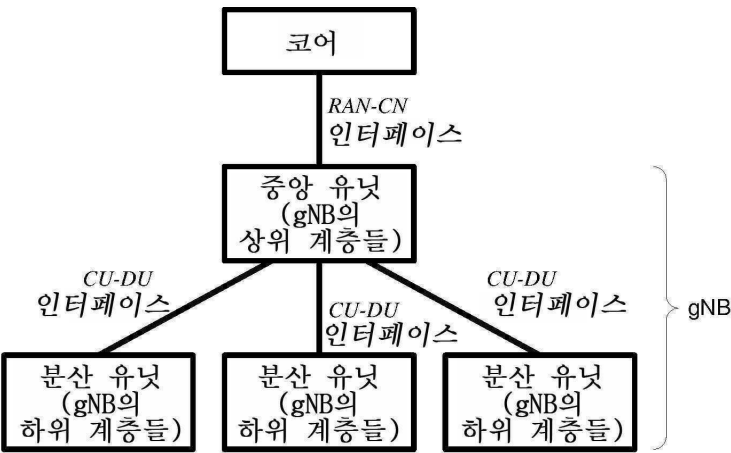 코어
RAN-CN
인터페이스
중앙 유닛
(gNB의
상위 계층들)
CU-DU
인터페이스
CU-DU
인터페이스
CU-DU
인터페이스
gNB
분산 유닛
(gNB의
하위 계층들)
분산 유닛
(gNB의
하위 계층들)
분산 유닛
(gNB의
하위 계층들)